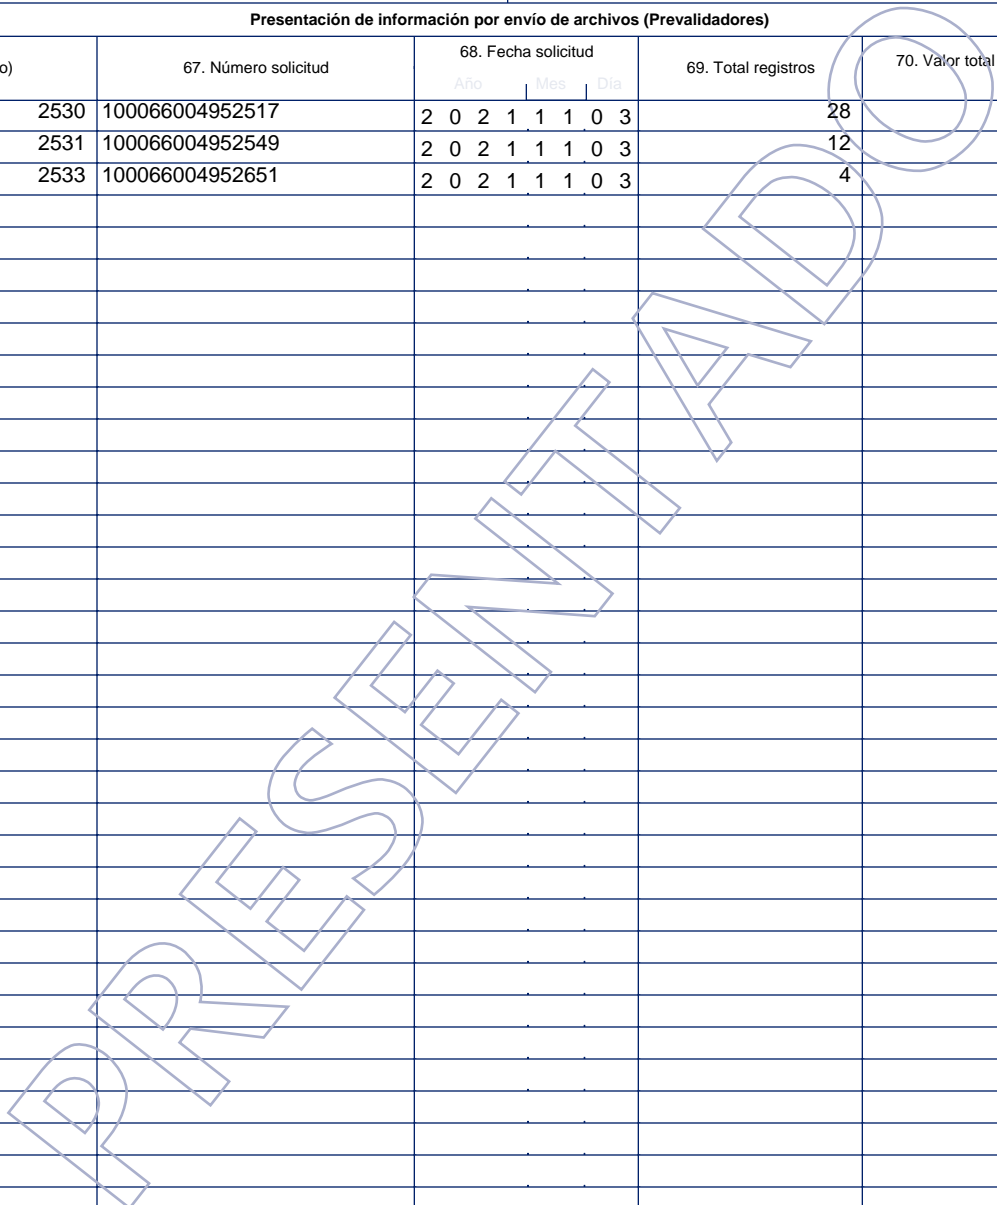 Presentación de información por envío de archivos (Prevalidadores)
o) 67. Número solicitud 68. Fecha solicitud 69. Total registros 70. Valor total
Año Mes Día
2530 100066004952517 2 0 2 1 1 1 0 3 28
2531 100066004952549 2 0 2 1 1 1 0 3 12
2533 100066004952651 2 0 2 1 1 1 0 3 4
PRESENTADO